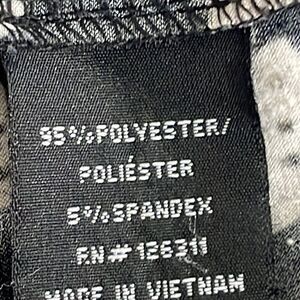 95%POLYESTER/
POLIÉSTER
5%SPANDEX
RN#126311
MADE IN VIETNAM